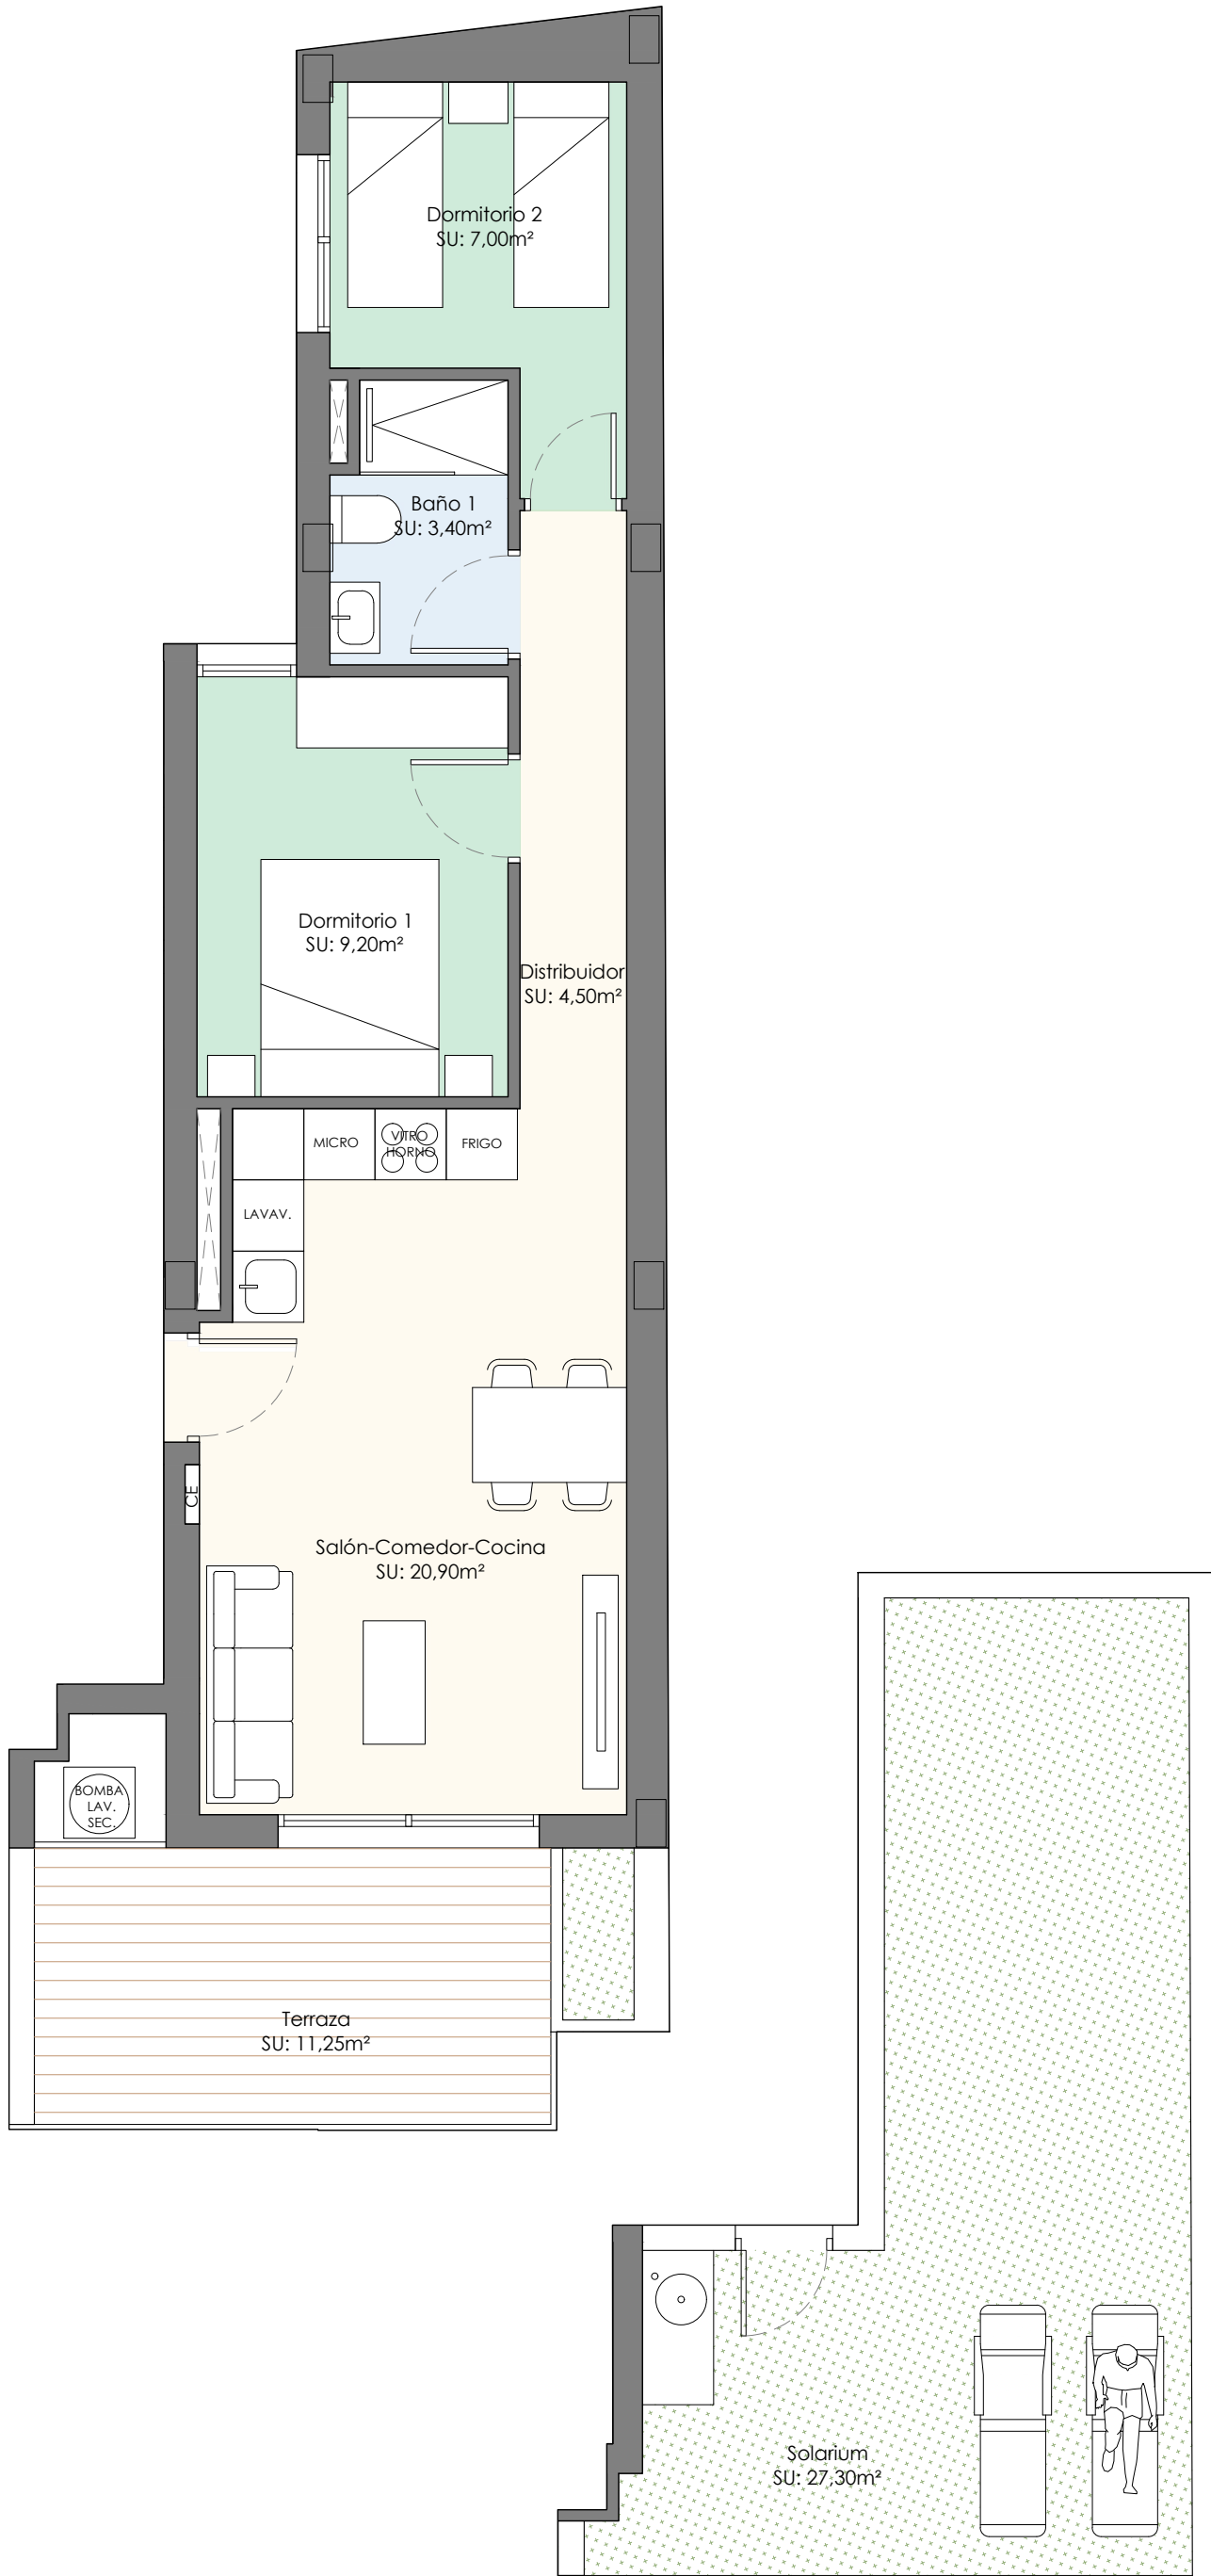 Dormitorio 2
SU: 7,00m²
Baño 1
SU: 3,40m²
Dormitorio 1
SU: 9,20m²
Distribuidor
SU: 4,50m²
MICRO
VITRO
HORNO
FRIGO
LAVAV.
CE
Salón-Comedor-Cocina
SU: 20,90m²
BOMBA
LAV.
SEC.
Terraza
SU: 11,25m²
Solarium
SU: 27,30m²